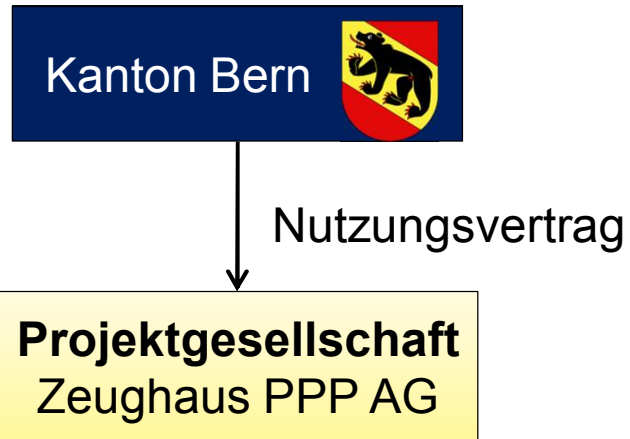 Kanton Bern
Nutzungsvertrag
Projektgesellschaft
Zeughaus PPP AG